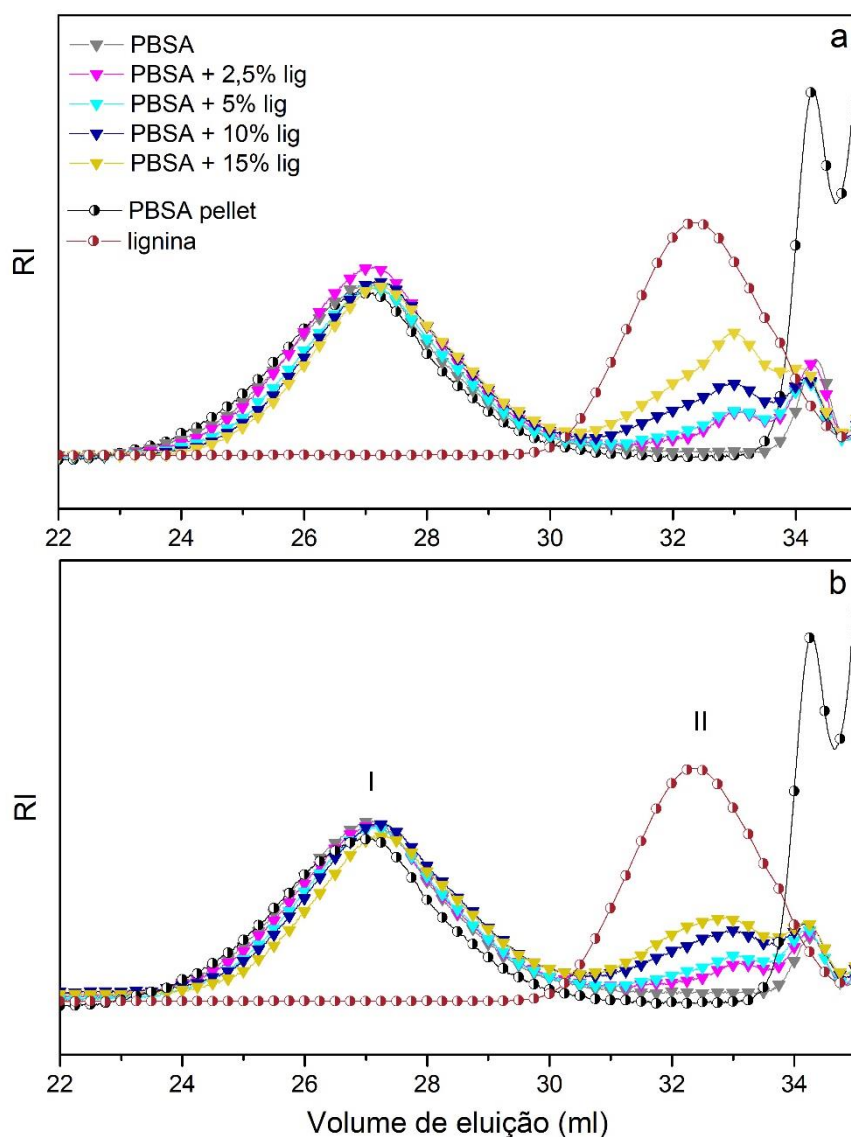 a
PBSA
PBSA + 2,5% lig
PBSA + 5% lig
PBSA + 10% lig
PBSA + 15% lig
PBSA pellet
lignina
RI
22 24 26 28 30 32 34
b
I
II
RI
22 24 26 28 30 32 34
Volume de eluição (ml)